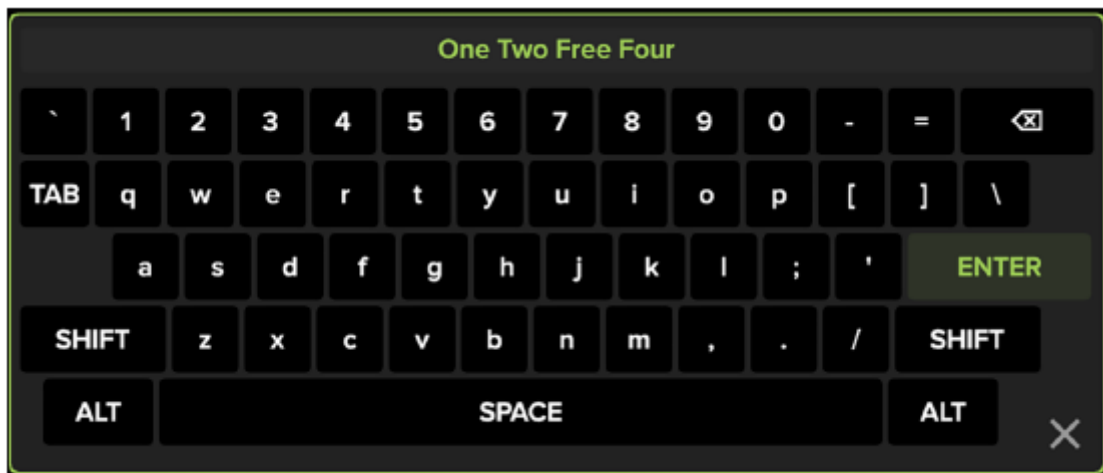 One Two Free Four
` 1 2 3 4 5 6 7 8 9 0 - =
TAB q w e r t y u i o p [ ] \
a s d f g h j k l ; ' ENTER
SHIFT z x c v b n m , . / SHIFT
ALT SPACE ALT